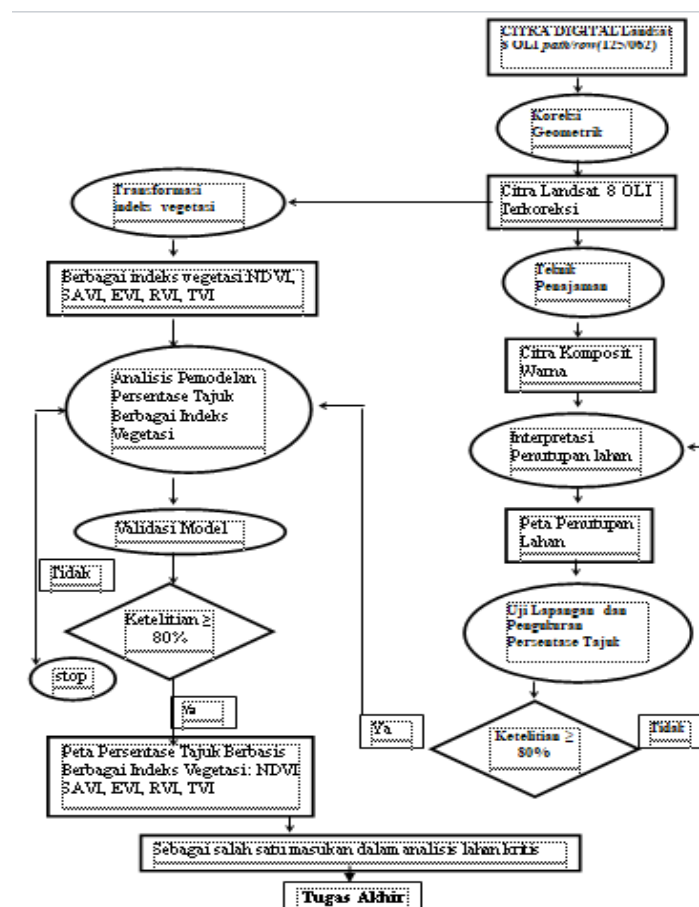 CITRA DIGITAL Landsat
8 OLI path/row(125/062)
Koreksi
Geometrik
Citra Landsat 8 OLI
Terkoreksi
Transformasi
indeks vegetasi
Berbagai indeks vegetasi:NDVI,
SAVI, EVI, RVI, TVI
Teknik
Penajaman
Citra Komposit
Warna
Analisis Pemodelan
Persentase Tajuk
Berbagai Indeks
Vegetasi
Interpretasi
Penutupan lahan
Peta Penutupan
Lahan
Validasi Model
Tidak
Ketelitian ≥
80%
stop
Ya
Uji Lapangan dan
Pengukuran
Persentase Tajuk
Ya
Ketelitian ≥
80%
Tidak
Peta Persentase Tajuk Berbasis
Berbagai Indeks Vegetasi: NDVI
SAVI, EVI, RVI, TVI
Sebagai salah satu masukan dalam analisis lahan kritis
Tugas Akhir